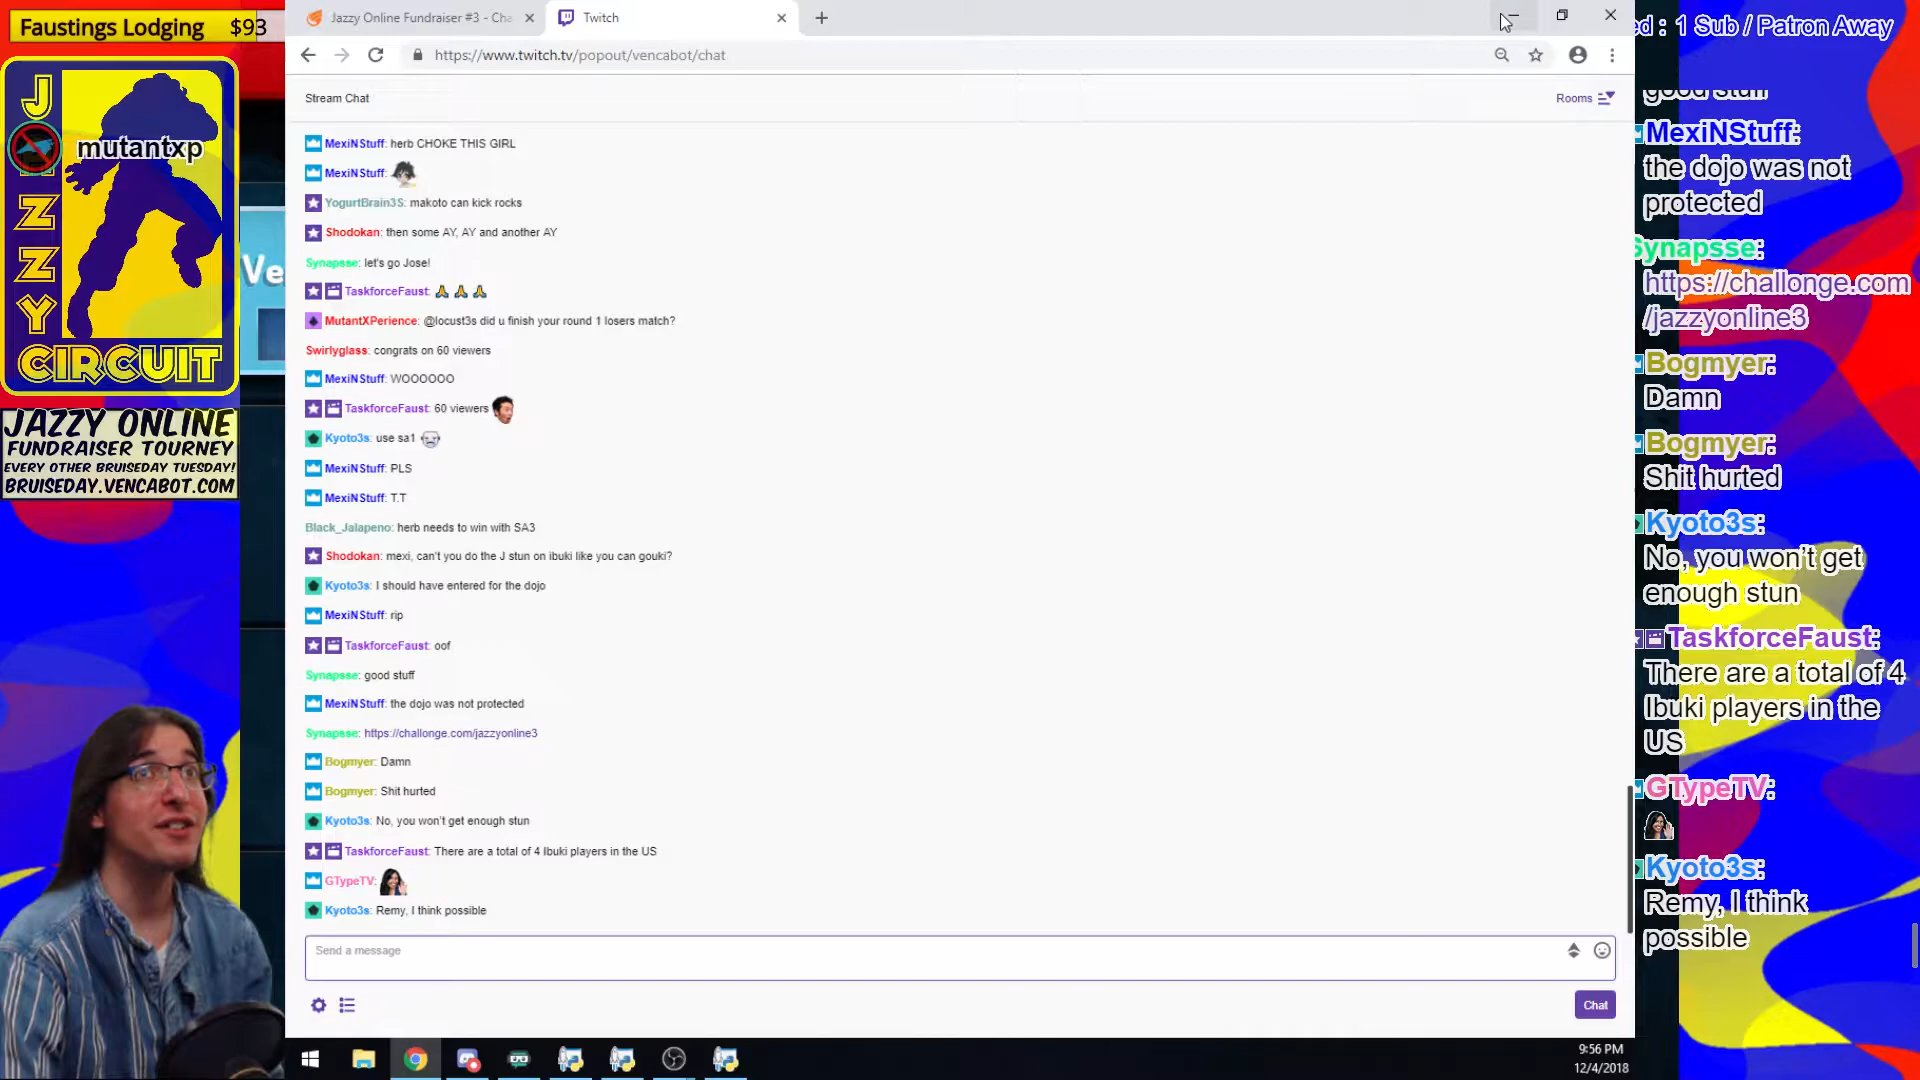 Faustings Lodging $93
JAZZY
mutantxp
CIRCUIT
JAZZY ONLINE
FUNDRAISER TOURNEY
EVERY OTHER BRUISEDAY TUESDAY!
BRUISEDAY.VENCABOT.COM
Ve
Jazzy Online Fundraiser #3 - Cha
Twitch
https://www.twitch.tv/popout/vencabot/chat
Stream Chat
Rooms
MexiNStuff: herb CHOKE THIS GIRL
MexiNStuff:
YogurtBrain3S: makoto can kick rocks
Shodokan: then some AY, AY and another AY
Synapsse: let's go Jose!
TaskforceFaust: 🙏 🙏 🙏
MutantXPerience: @locust3s did u finish your round 1 losers match?
Swirlyglass: congrats on 60 viewers
MexiNStuff: WOOOOOO
TaskforceFaust: 60 viewers
Kyoto3s: use sa1
MexiNStuff: PLS
MexiNStuff: T.T
Black_Jalapeno: herb needs to win with SA3
Shodokan: mexi, can't you do the J stun on ibuki like you can gouki?
Kyoto3s: I should have entered for the dojo
MexiNStuff: rip
TaskforceFaust: oof
Synapsse: good stuff
MexiNStuff: the dojo was not protected
Synapsse: https://challonge.com/jazzyonline3
Bogmyer: Damn
Bogmyer: Shit hurted
Kyoto3s: No, you won't get enough stun
TaskforceFaust: There are a total of 4 Ibuki players in the US
GTypeTV:
Kyoto3s: Remy, I think possible
Send a message
Chat
9:56 PM
12/4/2018
ed : 1 Sub / Patron Away
good stuff
MexiNStuff:
the dojo was not
protected
Synapsse:
https://challonge.com
/jazzyonline3
Bogmyer:
Damn
Bogmyer:
Shit hurted
Kyoto3s:
No, you won't get
enough stun
TaskforceFaust:
There are a total of 4
Ibuki players in the
US
GTypeTV:
Kyoto3s:
Remy, I think
possible